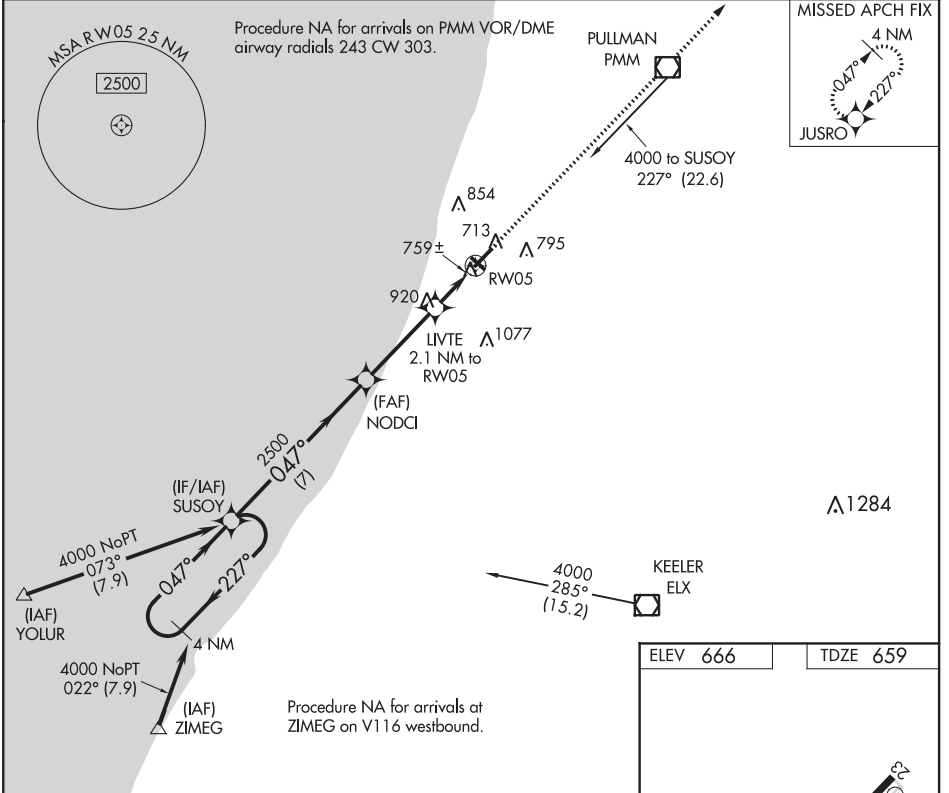 MSA RW05 25 NM
2500
Procedure NA for arrivals on PMM VOR/DME
airway radials 243 CW 303.
PULLMAN
PMM
MISSED APCH FIX
4 NM
047°
227°
JUSRO
4000 to SUSOY
227° (22.6)
854
713
795
759±
RW05
920
LIVTE
2.1 NM to
RW05
1077
(FAF)
NODCI
2500
047°
(7)
(IF/IAF)
SUSOY
1284
4000 NoPT
073°
(7.9)
047°
227°
(IAF)
YOLUR
4 NM
4000
285°
(15.2)
KEELER
ELX
4000 NoPT
022° (7.9)
(IAF)
ZIMEG
Procedure NA for arrivals at
ZIMEG on V116 westbound.
ELEV 666
TDZE 659
23